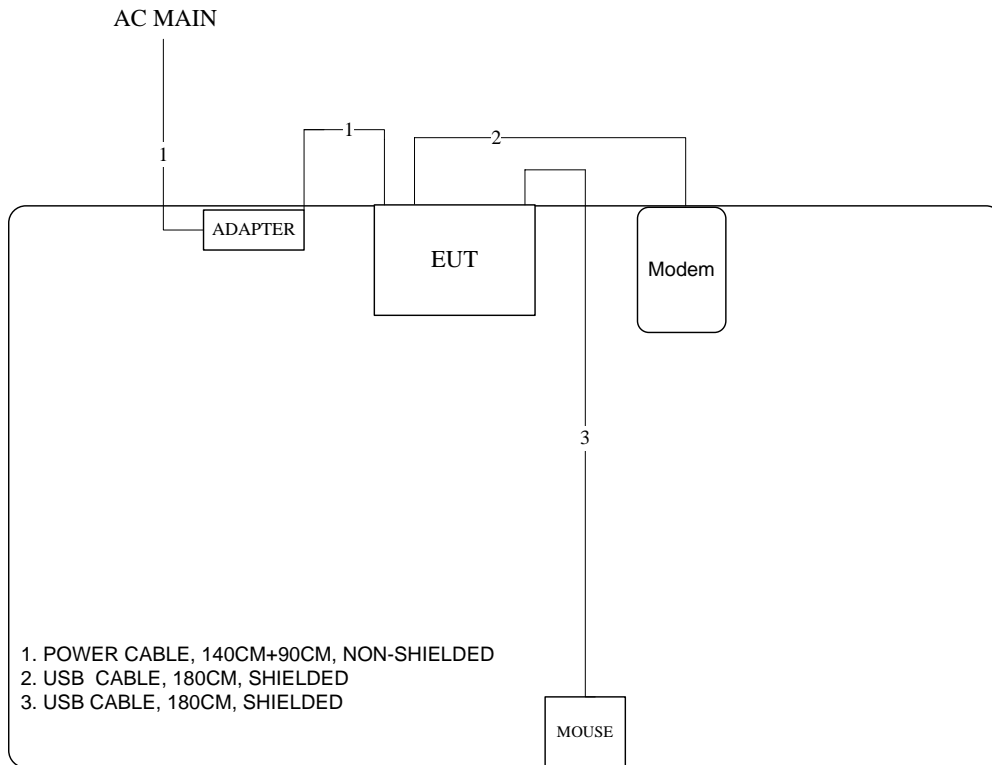 AC MAIN
1
2
1
ADAPTER
EUT
Modem
3
1. POWER CABLE, 140CM+90CM, NON-SHIELDED
2. USB  CABLE, 180CM, SHIELDED
3. USB CABLE, 180CM, SHIELDED
MOUSE